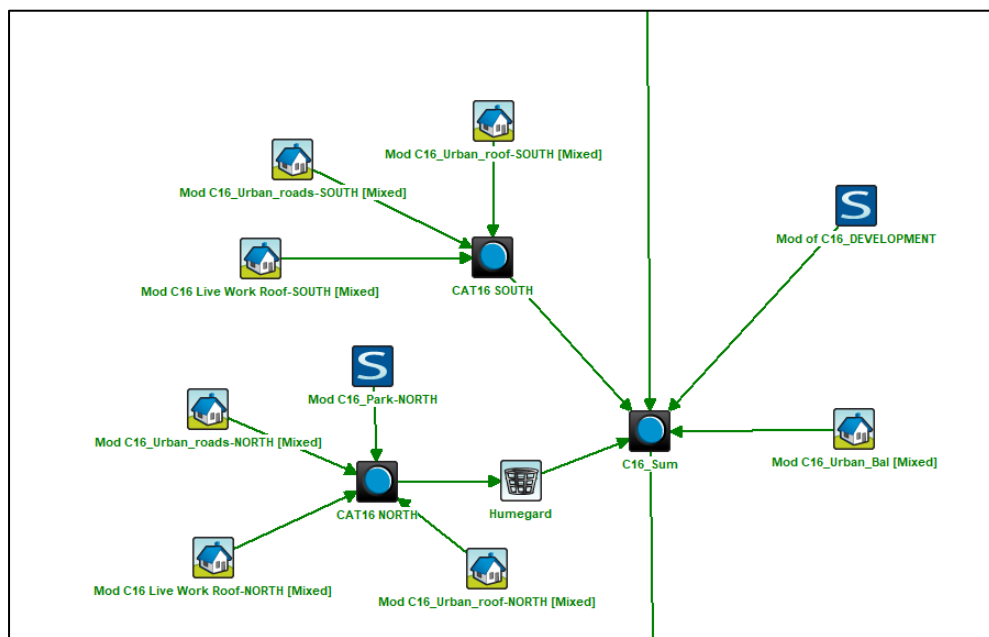 Mod C16_Urban_roof-SOUTH [Mixed]
Mod C16_Urban_roads-SOUTH [Mixed]
S
Mod of C16_DEVELOPMENT
Mod C16 Live Work Roof-SOUTH [Mixed]
CAT16 SOUTH
S
Mod C16_Park-NORTH
Mod C16_Urban_roads-NORTH [Mixed]
C16_Sum
Mod C16_Urban_Bal [Mixed]
CAT16 NORTH
Humegard
Mod C16 Live Work Roof-NORTH [Mixed]
Mod C16_Urban_roof-NORTH [Mixed]